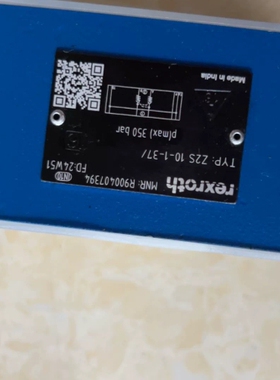 rexroth
MNR: R900407394
FD:24W51
TYP: Z2S 10-1-37/
p(max) 350 bar
Made in India